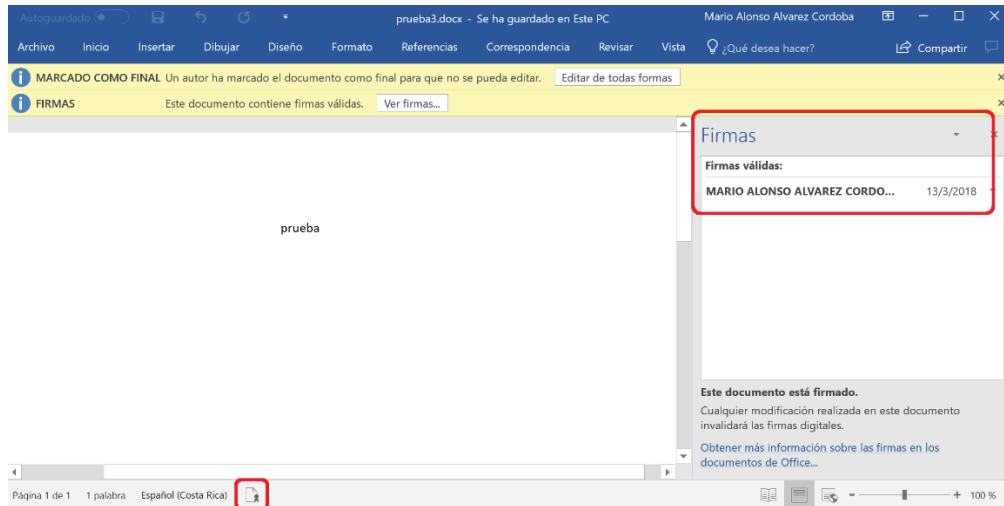 Autoguardado
prueba3.docx - Se ha guardado en Este PC
Mario Alonso Alvarez Cordoba
Archivo Inicio Insertar Dibujar Diseño Formato Referencias Correspondencia Revisar Vista ¿Qué desea hacer? Compartir
MARCADO COMO FINAL Un autor ha marcado el documento como final para que no se pueda editar. Editar de todas formas
FIRMAS Este documento contiene firmas válidas. Ver firmas...
prueba
Firmas
Firmas válidas:
MARIO ALONSO ALVAREZ CORDO... 13/3/2018
Este documento está firmado.
Cualquier modificación realizada en este documento
invalidará las firmas digitales.
Obtener más información sobre las firmas en los
documentos de Office...
Página 1 de 1 1 palabra Español (Costa Rica) 100 %